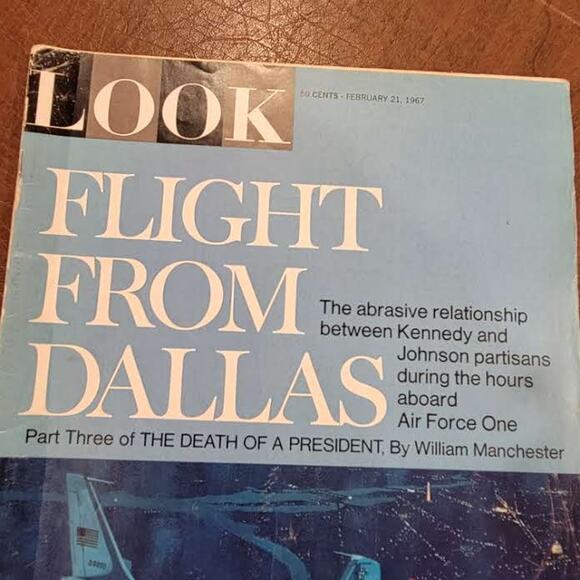 LOOK
50 CENTS - FEBRUARY 21, 1967
FLIGHT
FROM
DALLAS
The abrasive relationship
between Kennedy and
Johnson partisans
during the hours
aboard
Air Force One
Part Three of THE DEATH OF A PRESIDENT, By William Manchester